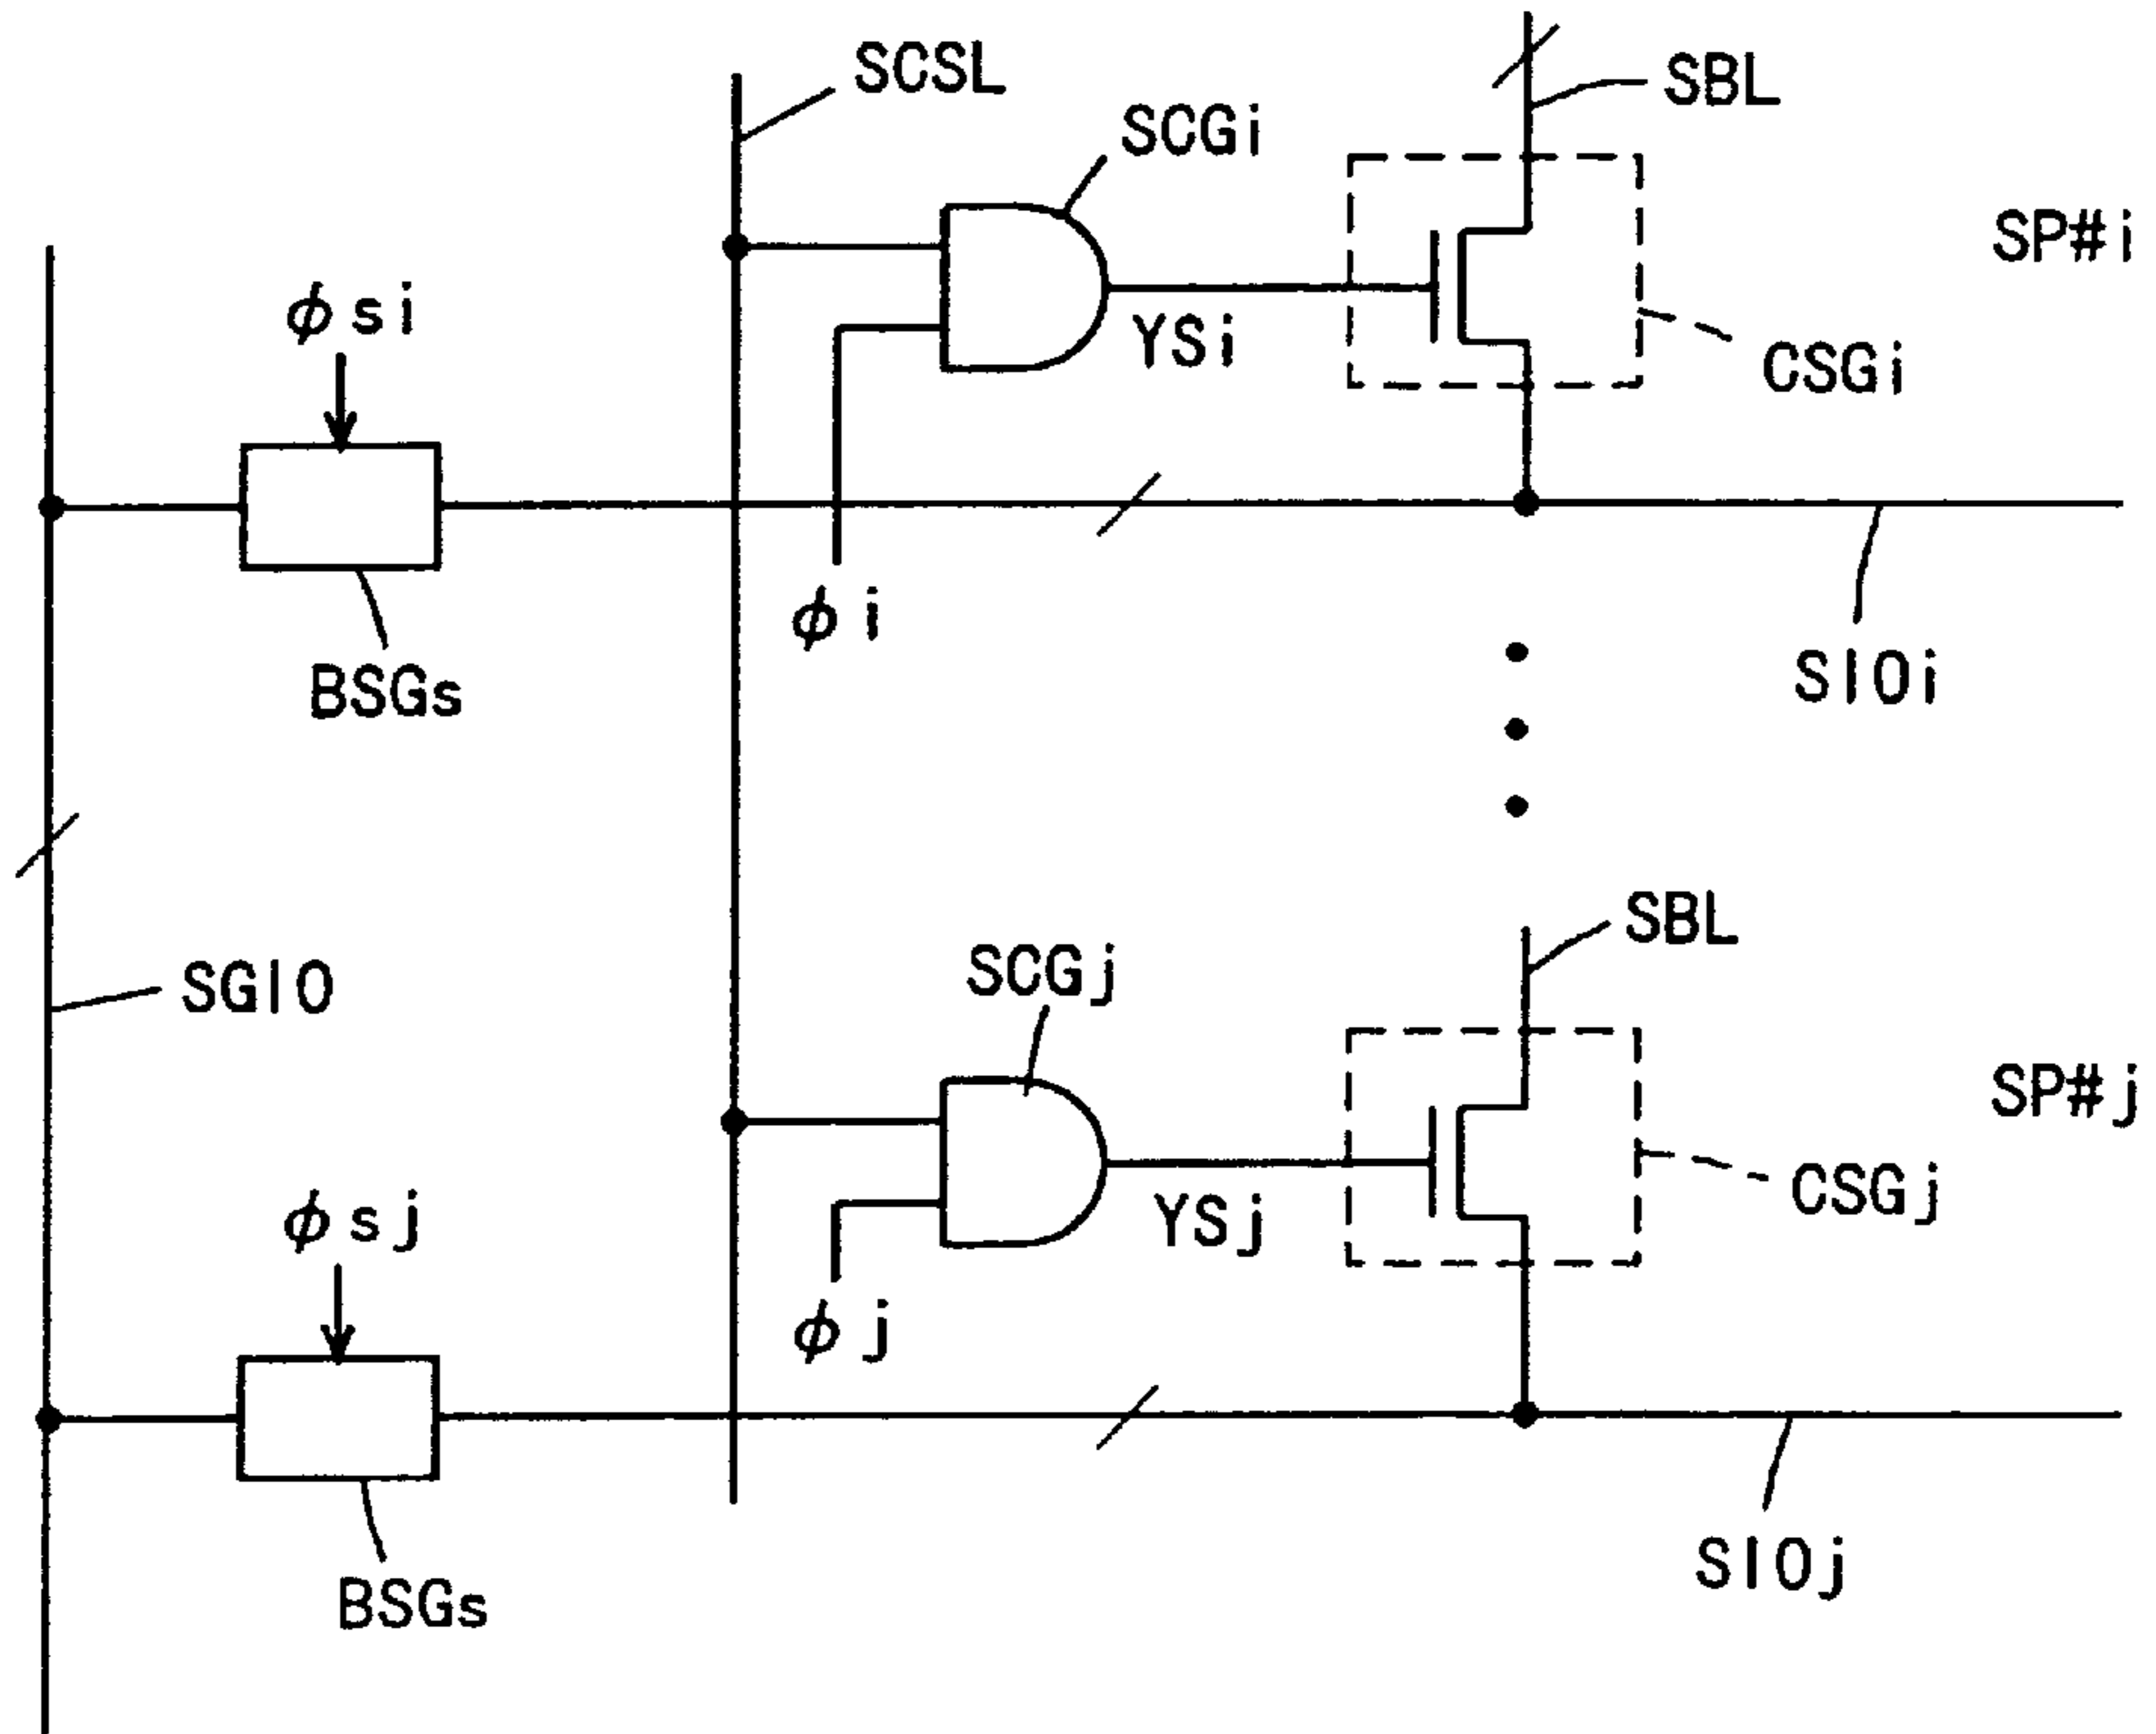 SCSL
SBL
SCGi
SP#i
φsi
YSi
CSGi
φi
BSGs
SIOi
SBL
SCGj
SGIO
SP#j
φsj
YSj
CSGj
φj
SIOj
BSGs